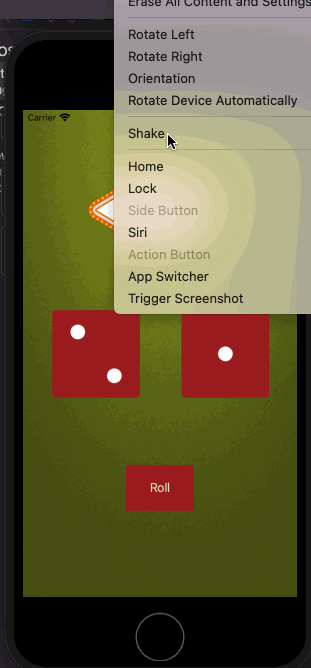 Erase All Content and Settings
Rotate Left
Rotate Right
Orientation
Rotate Device Automatically
Carrier
Shake
Home
Lock
Side Button
Siri
Action Button
App Switcher
Trigger Screenshot
Roll